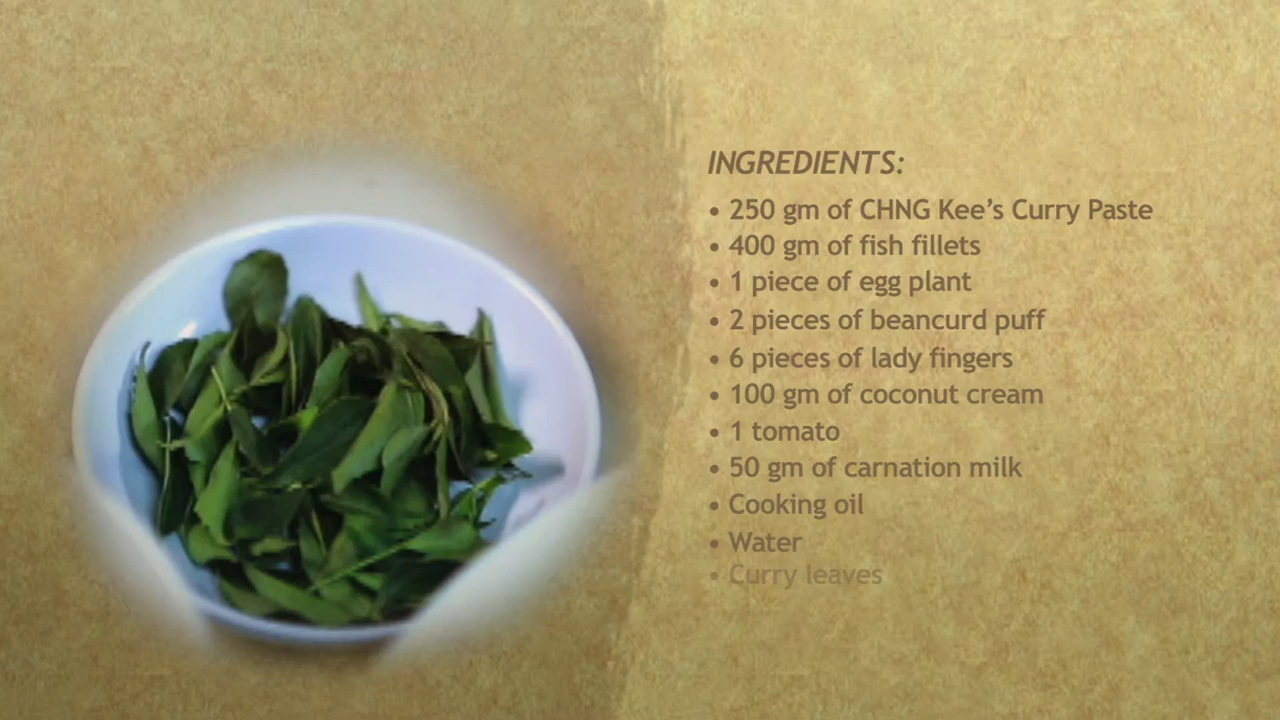 INGREDIENTS:
• 250 gm of CHNG Kee’s Curry Paste
• 400 gm of fish fillets
• 1 piece of egg plant
• 2 pieces of beancurd puff
• 6 pieces of lady fingers
• 100 gm of coconut cream
• 1 tomato
• 50 gm of carnation milk
• Cooking oil
• Water
• Curry leaves